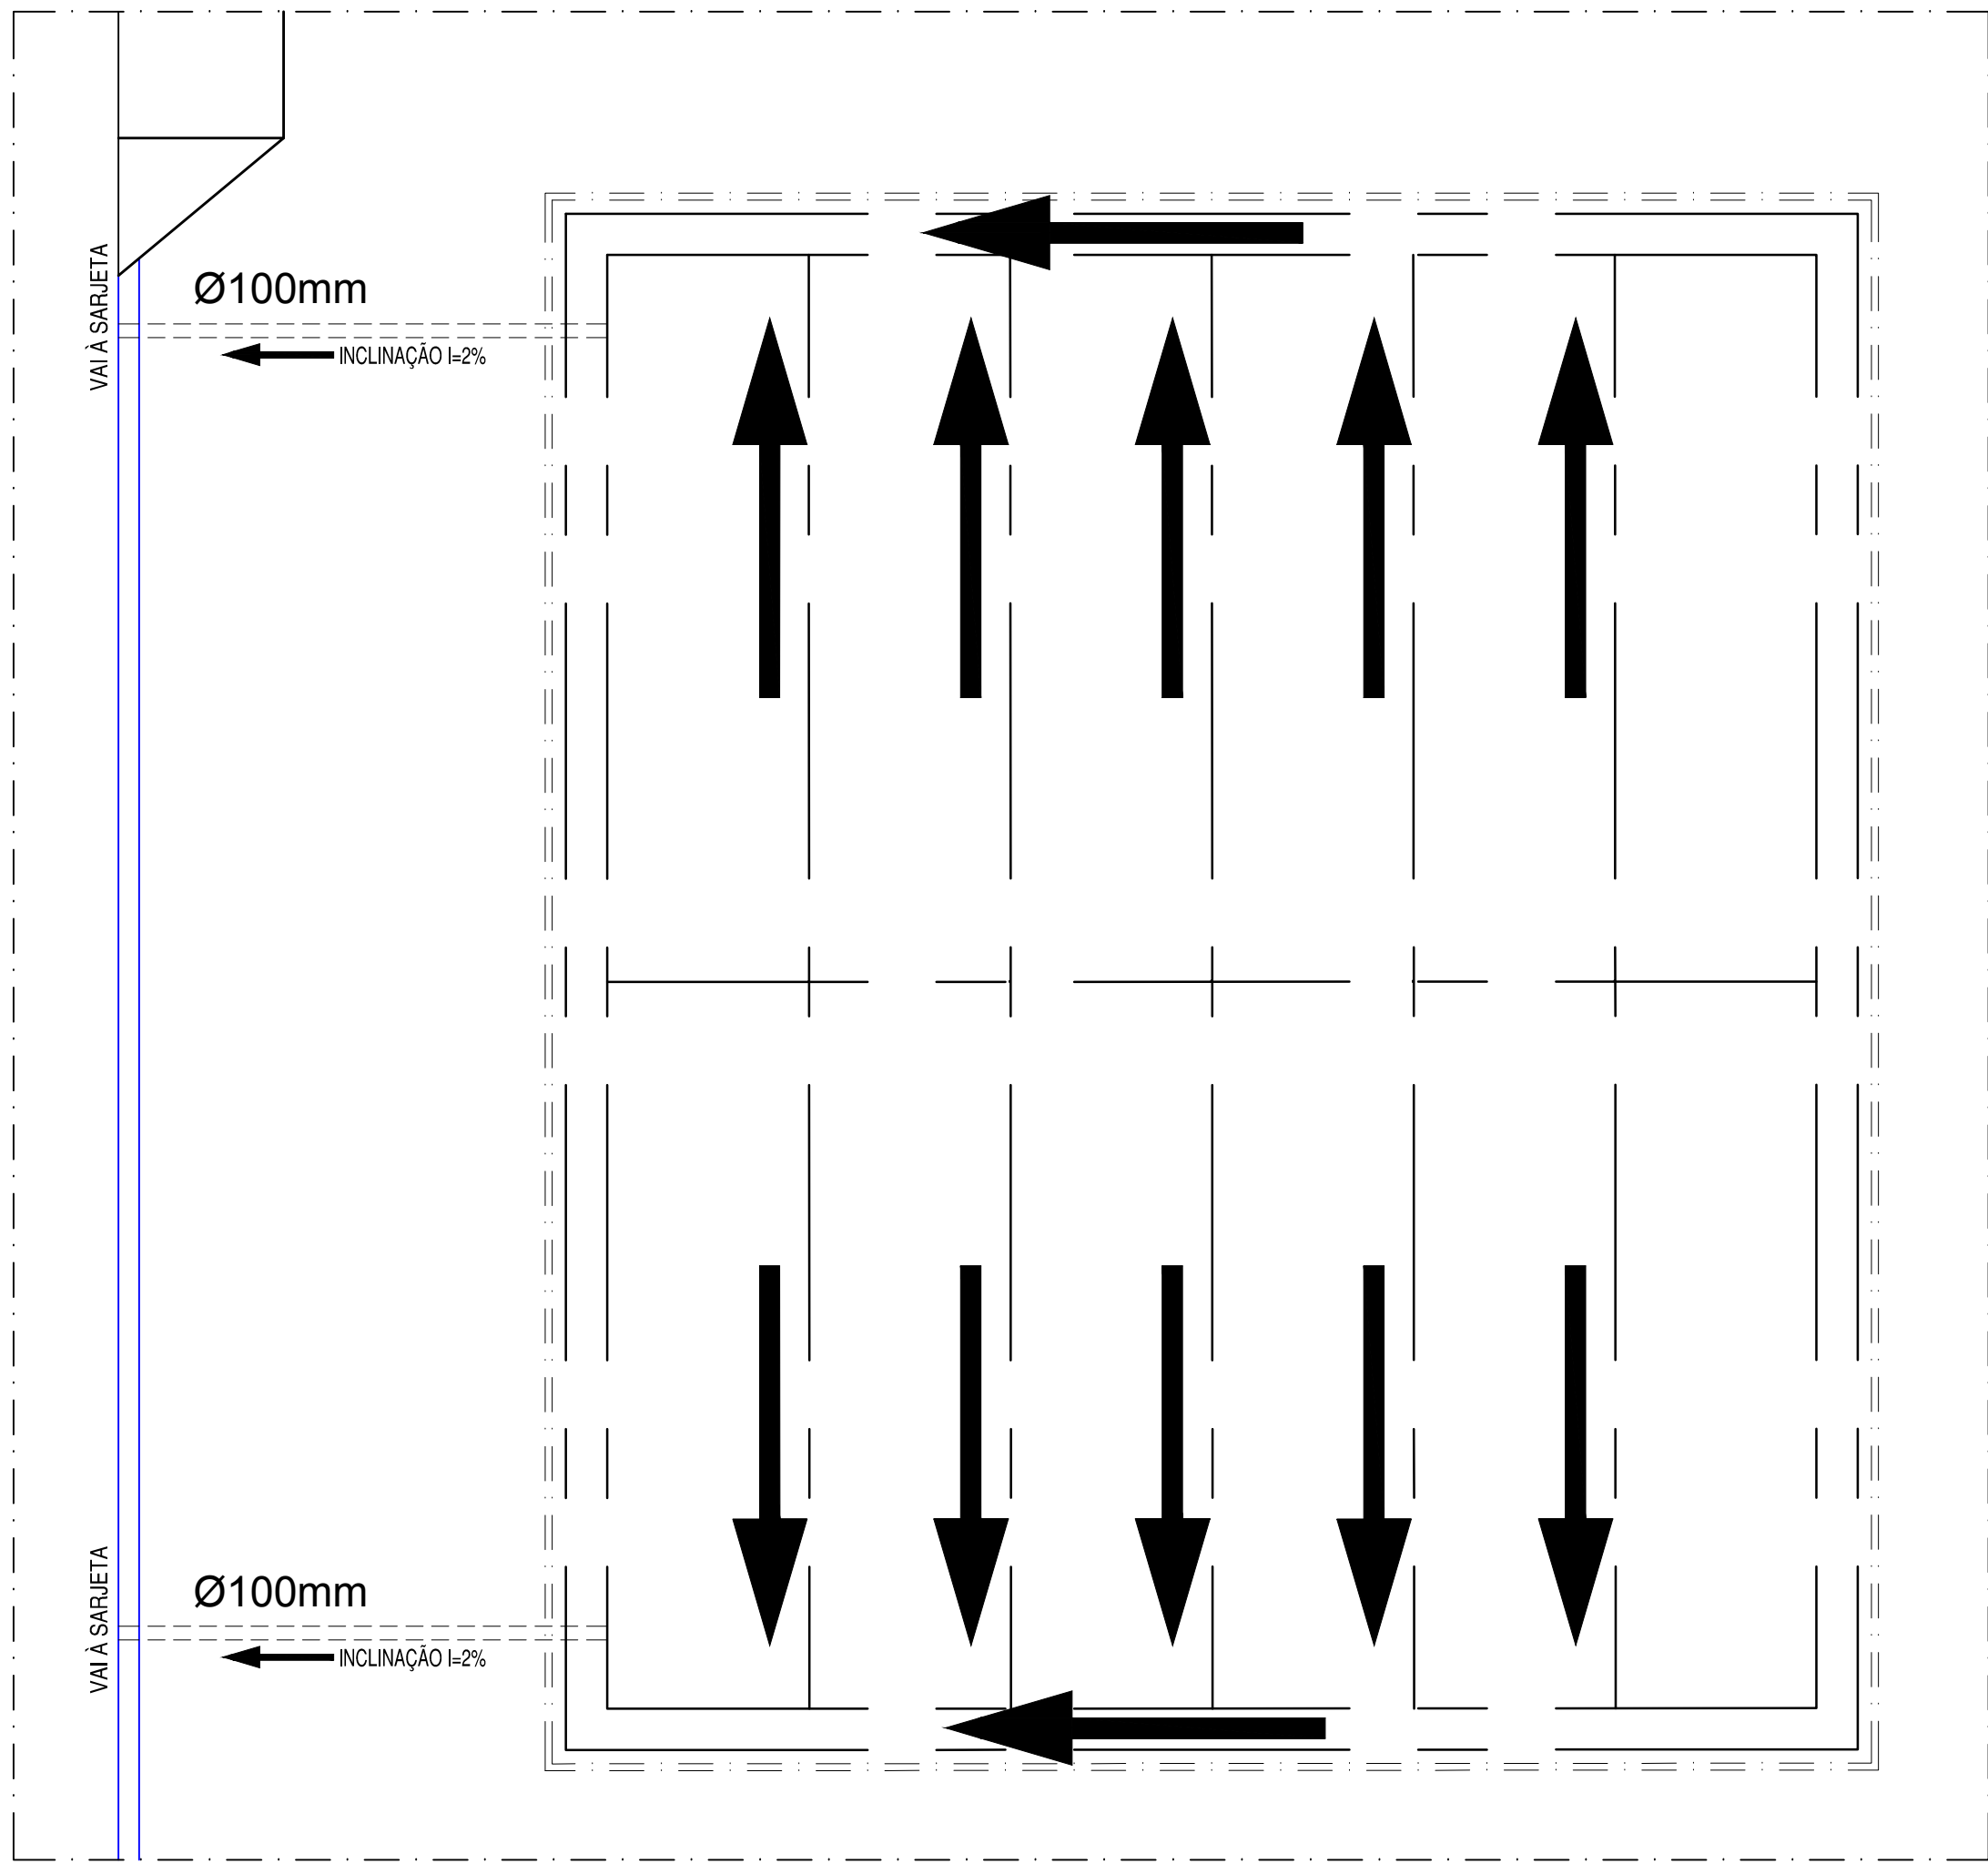 VAI À SARJETA
Ø100mm
INCLINAÇÃO I=2%
VAI À SARJETA
Ø100mm
INCLINAÇÃO I=2%